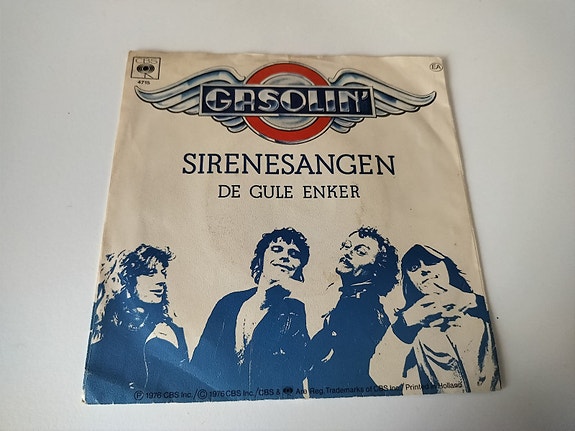 CBS
4715
EA
GASOLIN'
SIRENESANGEN
DE GULE ENKER
Ⓟ 1976 CBS Inc./Ⓒ 1976 CBS Inc./CBS & Are Reg. Trademarks of CBS Inc./ Printed in Holland